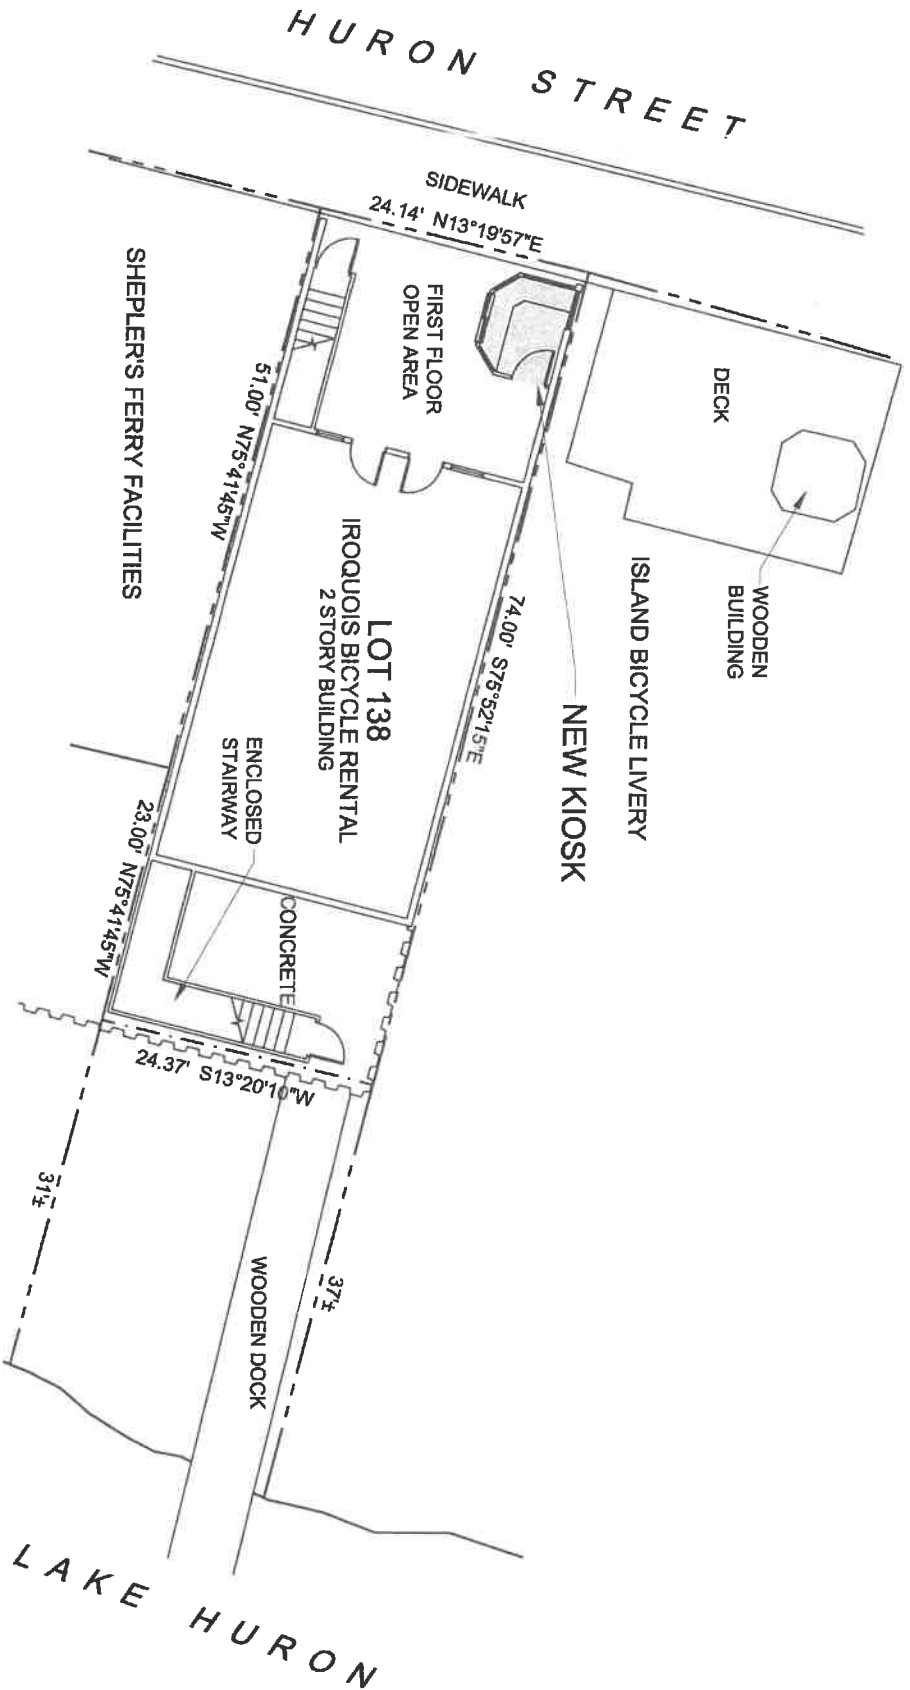 HURON STREET
SIDEWALK
24.14' N13°19'57"E
SHEPLER'S FERRY FACILITIES
51.00' N75°41'45"W
FIRST FLOOR
OPEN AREA
DECK
WOODEN
BUILDING
ISLAND BICYCLE LIVERY
NEW KIOSK
74.00' S75°52'15"E
LOT 138
IROQUOIS BICYCLE RENTAL
2 STORY BUILDING
ENCLOSED
STAIRWAY
23.00' N75°41'45"W
CONCRETE
24.37' S13°20'10"W
31'±
37'±
WOODEN DOCK
LAKE HURON